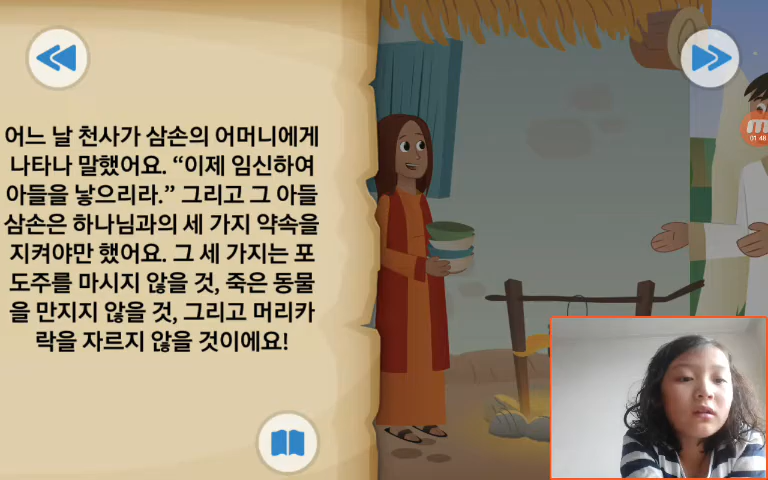 어느 날 천사가 삼손의 어머니에게
나타나 말했어요. “이제 임신하여
아들을 낳으리라.” 그리고 그 아들
삼손은 하나님과의 세 가지 약속을
지켜야만 했어요. 그 세 가지는 포
도주를 마시지 않을 것, 죽은 동물
을 만지지 않을 것, 그리고 머리카
락을 자르지 않을 것이에요!
01:46